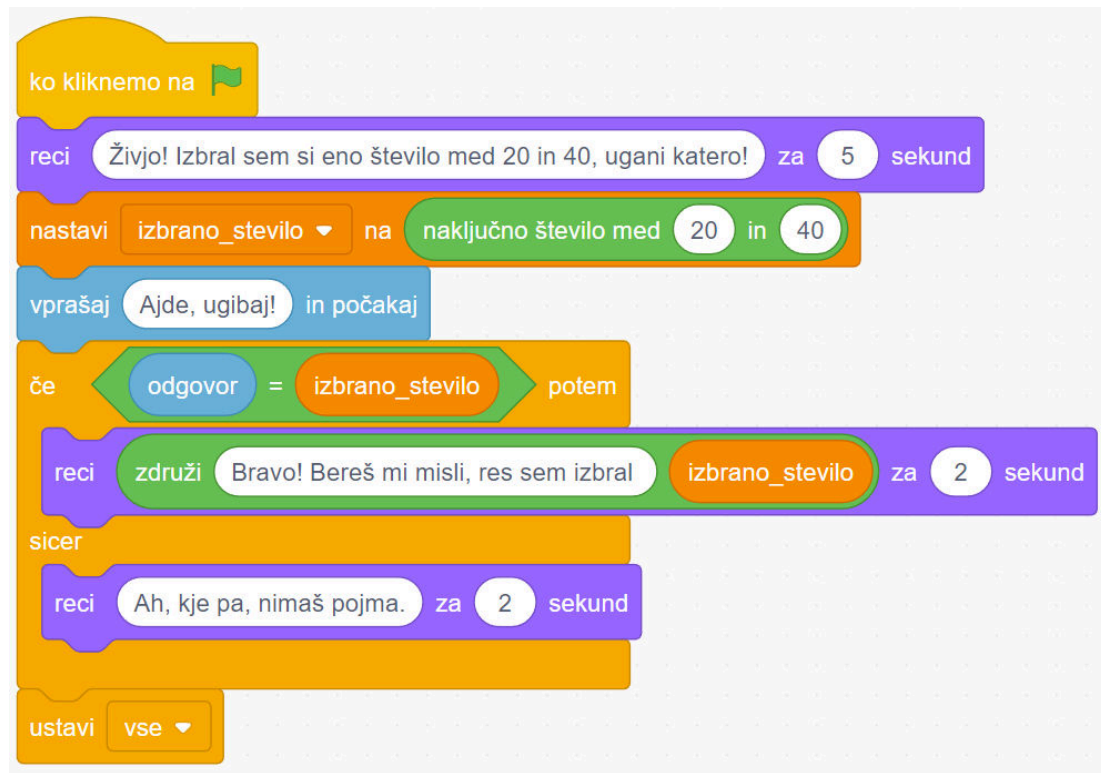 ko kliknemo na
reci Živjo! Izbral sem si eno število med 20 in 40, ugani katero! za 5 sekund
nastavi izbrano_stevilo na naključno število med 20 in 40
vprašaj Ajde, ugibaj! in počakaj
če odgovor = izbrano_stevilo potem
reci združi Bravo! Bereš mi misli, res sem izbral izbrano_stevilo za 2 sekund
sicer
reci Ah, kje pa, nimaš pojma. za 2 sekund
ustavi vse